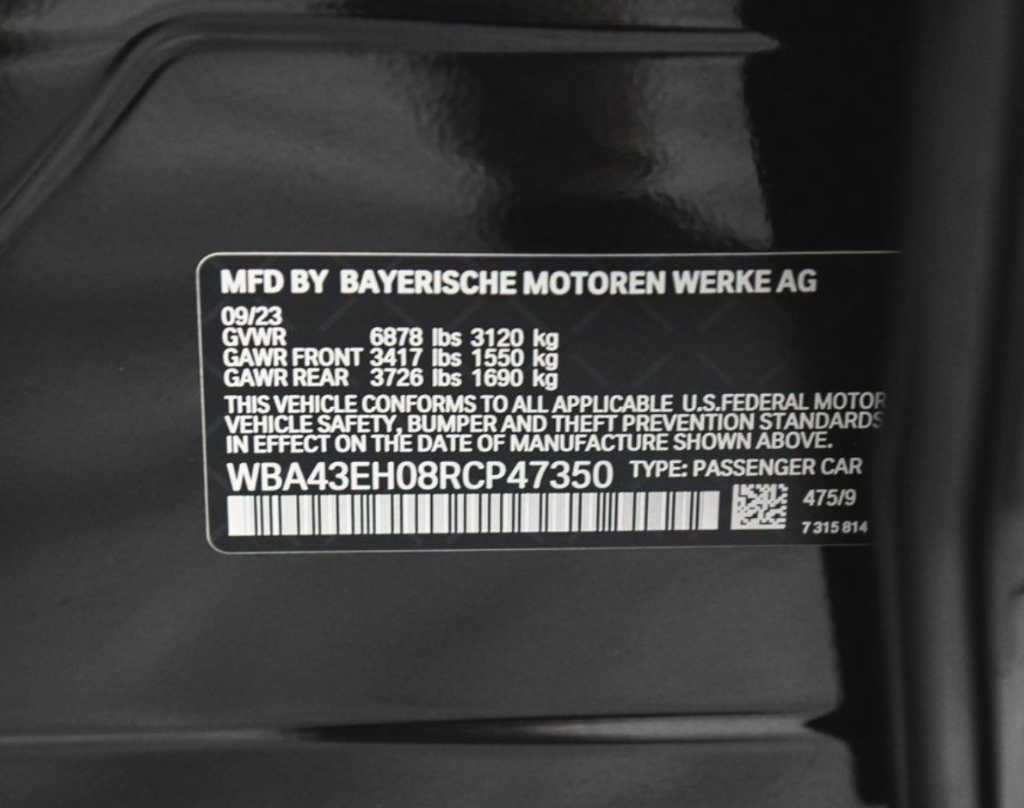 MFD BY BAYERISCHE MOTOREN WERKE AG
09/23
GVWR 6878 lbs 3120 kg
GAWR FRONT 3417 lbs 1550 kg
GAWR REAR 3726 lbs 1690 kg
THIS VEHICLE CONFORMS TO ALL APPLICABLE U.S.FEDERAL MOTOR
VEHICLE SAFETY, BUMPER AND THEFT PREVENTION STANDARDS
IN EFFECT ON THE DATE OF MANUFACTURE SHOWN ABOVE.
WBA43EH08RCP47350 TYPE: PASSENGER CAR
475/9
7 315 814